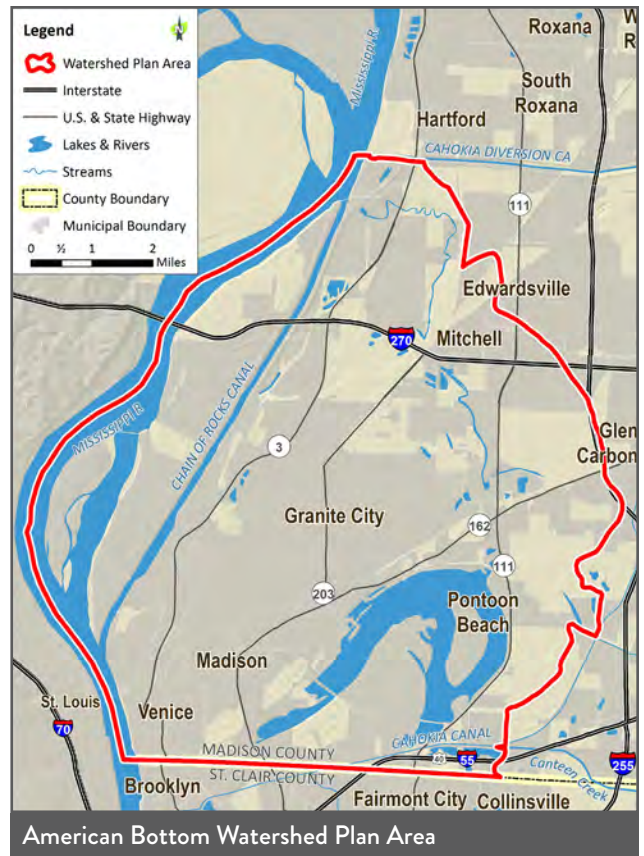 Legend
N
Watershed Plan Area
Interstate
U.S. & State Highway
Lakes & Rivers
Streams
County Boundary
Municipal Boundary
0 ½ 1 2
Miles
Roxana
W
R
South
Roxana
Mississippi R
Hartford
CAHOKIA DIVERSION CA
111
Edwardsville
270
Mitchell
MISSISSIPPI R
CHAIN OF ROCKS CANAL
3
Glen
Carbon
Granite City
162
111
203
Pontoon
Beach
Madison
St. Louis
70
Venice
CAHOKIA CANAL
MADISON COUNTY
40
55
255
ST. CLAIR COUNTY
Canteen Creek
Brooklyn
Fairmont City
Collinsville
American Bottom Watershed Plan Area